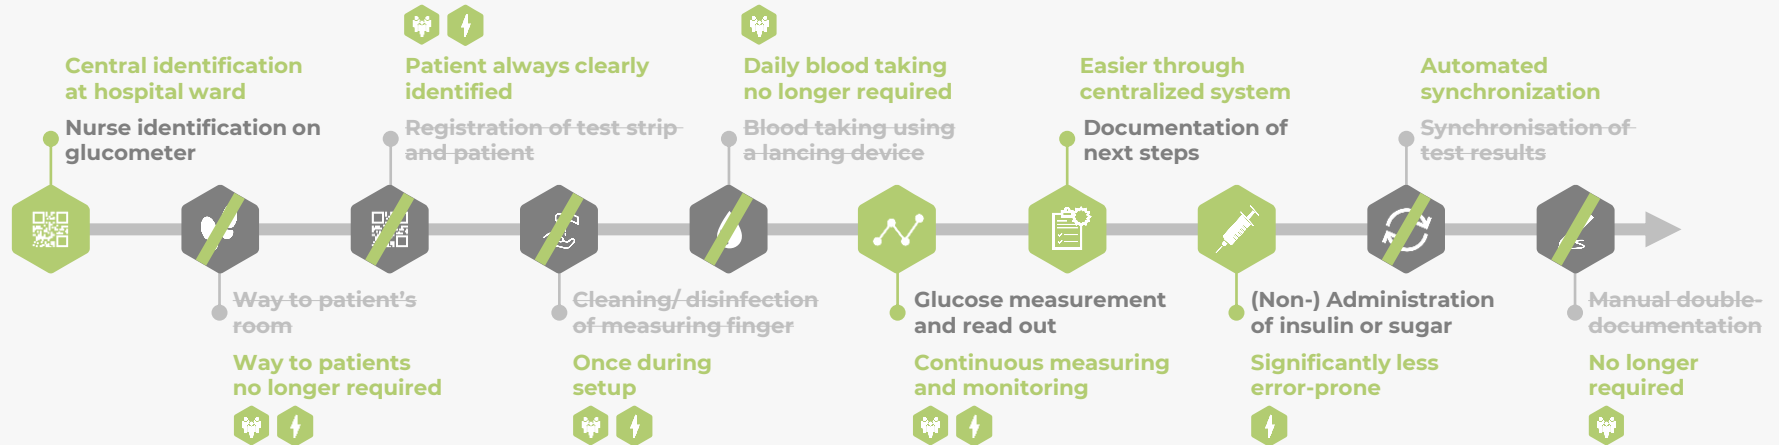 Central identification
at hospital ward
Nurse identification on
glucometer
Way to patient's
room
Way to patients
no longer required
Patient always clearly
identified
Registration of test strip
and patient
Cleaning/ disinfection
of measuring finger
Once during
setup
Daily blood taking
no longer required
Blood taking using
a lancing device
Glucose measurement
and read out
Continuous measuring
and monitoring
Easier through
centralized system
Documentation of
next steps
(Non-) Administration
of insulin or sugar
Significantly less
error-prone
Automated
synchronization
Synchronisation of
test results
Manual double-
documentation
No longer
required